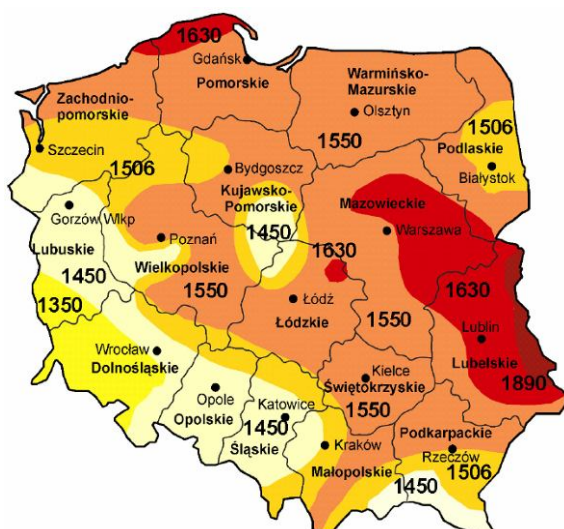 1630
Gdańsk
Pomorskie
Warmińsko-
Mazurskie
Olsztyn
1550
Zachodnio-
pomorskie
Szczecin
1506
1506
Podlaskie
Białystok
Bydgoszcz
Kujawsko-
Pomorskie
1450
Mazowieckie
Warszawa
Gorzów Wlkp
Lubuskie
1450
1350
Poznań
Wielkopolskie
1550
1630
Łódź
Łódzkie
1550
1630
Lublin
Lubelskie
1890
Wrocław
Dolnośląskie
Opole
Opolskie
Katowice
1450
Śląskie
Kielce
Świętokrzyskie
1550
Kraków
Małopolskie
Podkarpackie
Rzeczów
1506
1450